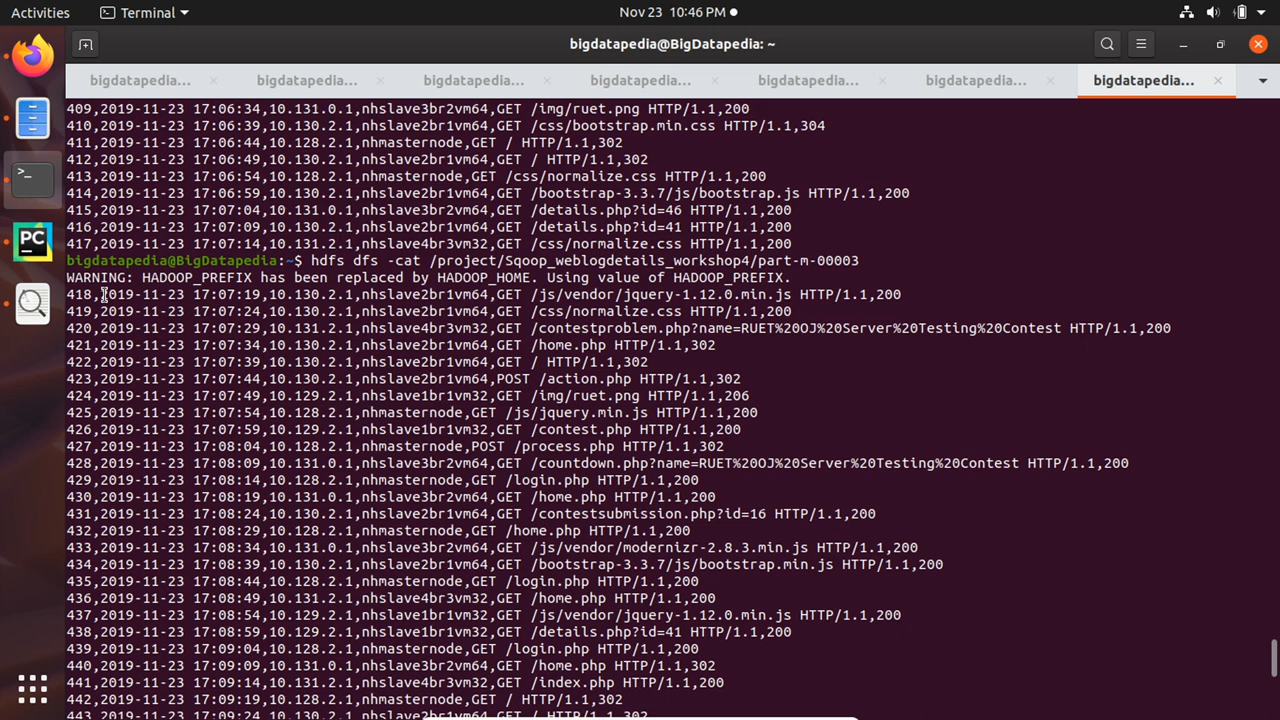 Activities
Terminal
Nov 23 10:46 PM
bigdatapedia@BigDatapedia: ~
bigdatapedia... bigdatapedia... bigdatapedia... bigdatapedia... bigdatapedia... bigdatapedia... bigdatapedia...
409,2019-11-23 17:06:34,10.131.0.1,nhslave3br2vm64,GET /img/ruet.png HTTP/1.1,200
410,2019-11-23 17:06:39,10.130.2.1,nhslave2br1vm64,GET /css/bootstrap.min.css HTTP/1.1,304
411,2019-11-23 17:06:44,10.128.2.1,nhmasternode,GET / HTTP/1.1,302
412,2019-11-23 17:06:49,10.130.2.1,nhslave2br1vm64,GET / HTTP/1.1,302
413,2019-11-23 17:06:54,10.128.2.1,nhmasternode,GET /css/normalize.css HTTP/1.1,200
414,2019-11-23 17:06:59,10.130.2.1,nhslave2br1vm64,GET /bootstrap-3.3.7/js/bootstrap.js HTTP/1.1,200
415,2019-11-23 17:07:04,10.131.0.1,nhslave3br2vm64,GET /details.php?id=46 HTTP/1.1,200
416,2019-11-23 17:07:09,10.130.2.1,nhslave2br1vm64,GET /details.php?id=41 HTTP/1.1,200
417,2019-11-23 17:07:14,10.131.2.1,nhslave4br3vm32,GET /css/normalize.css HTTP/1.1,200
bigdatapedia@BigDatapedia:~$ hdfs dfs -cat /project/Sqoop_weblogdetails_workshop4/part-m-00003
WARNING: HADOOP_PREFIX has been replaced by HADOOP_HOME. Using value of HADOOP_PREFIX.
418,2019-11-23 17:07:19,10.130.2.1,nhslave2br1vm64,GET /js/vendor/jquery-1.12.0.min.js HTTP/1.1,200
419,2019-11-23 17:07:24,10.130.2.1,nhslave2br1vm64,GET /css/normalize.css HTTP/1.1,200
420,2019-11-23 17:07:29,10.131.2.1,nhslave4br3vm32,GET /contestproblem.php?name=RUET%20OJ%20Server%20Testing%20Contest HTTP/1.1,200
421,2019-11-23 17:07:34,10.130.2.1,nhslave2br1vm64,GET /home.php HTTP/1.1,302
422,2019-11-23 17:07:39,10.130.2.1,nhslave2br1vm64,GET / HTTP/1.1,302
423,2019-11-23 17:07:44,10.130.2.1,nhslave2br1vm64,POST /action.php HTTP/1.1,302
424,2019-11-23 17:07:49,10.129.2.1,nhslave1br1vm32,GET /img/ruet.png HTTP/1.1,206
425,2019-11-23 17:07:54,10.128.2.1,nhmasternode,GET /js/jquery.min.js HTTP/1.1,200
426,2019-11-23 17:07:59,10.129.2.1,nhslave1br1vm32,GET /contest.php HTTP/1.1,200
427,2019-11-23 17:08:04,10.128.2.1,nhmasternode,POST /process.php HTTP/1.1,302
428,2019-11-23 17:08:09,10.131.0.1,nhslave3br2vm64,GET /countdown.php?name=RUET%20OJ%20Server%20Testing%20Contest HTTP/1.1,200
429,2019-11-23 17:08:14,10.128.2.1,nhmasternode,GET /login.php HTTP/1.1,200
430,2019-11-23 17:08:19,10.131.0.1,nhslave3br2vm64,GET /home.php HTTP/1.1,200
431,2019-11-23 17:08:24,10.130.2.1,nhslave2br1vm64,GET /contestsubmission.php?id=16 HTTP/1.1,200
432,2019-11-23 17:08:29,10.128.2.1,nhmasternode,GET /home.php HTTP/1.1,200
433,2019-11-23 17:08:34,10.131.0.1,nhslave3br2vm64,GET /js/vendor/modernizr-2.8.3.min.js HTTP/1.1,200
434,2019-11-23 17:08:39,10.130.2.1,nhslave2br1vm64,GET /bootstrap-3.3.7/js/bootstrap.min.js HTTP/1.1,200
435,2019-11-23 17:08:44,10.128.2.1,nhmasternode,GET /login.php HTTP/1.1,200
436,2019-11-23 17:08:49,10.131.2.1,nhslave4br3vm32,GET /home.php HTTP/1.1,200
437,2019-11-23 17:08:54,10.129.2.1,nhslave1br1vm32,GET /js/vendor/jquery-1.12.0.min.js HTTP/1.1,200
438,2019-11-23 17:08:59,10.129.2.1,nhslave1br1vm32,GET /details.php?id=41 HTTP/1.1,200
439,2019-11-23 17:09:04,10.128.2.1,nhmasternode,GET /login.php HTTP/1.1,200
440,2019-11-23 17:09:09,10.131.0.1,nhslave3br2vm64,GET /home.php HTTP/1.1,302
441,2019-11-23 17:09:14,10.131.2.1,nhslave4br3vm32,GET /index.php HTTP/1.1,200
442,2019-11-23 17:09:19,10.128.2.1,nhmasternode,GET / HTTP/1.1,302
443,2019-11-23 17:09:24,10.130.2.1,nhslave2br1vm64,GET / HTTP/1.1,302